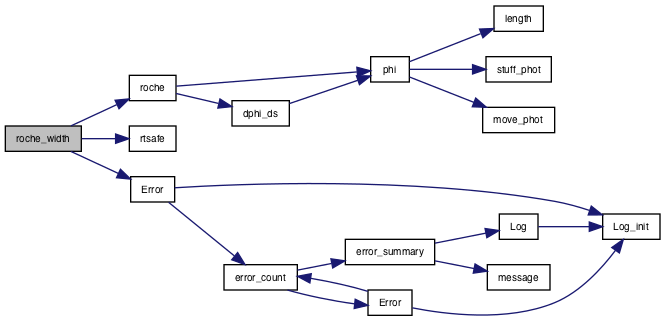 length
phi
stuff_phot
roche
dphi_ds
move_phot
roche_width
rtsafe
Error
Log
Log_init
error_summary
error_count
message
Error